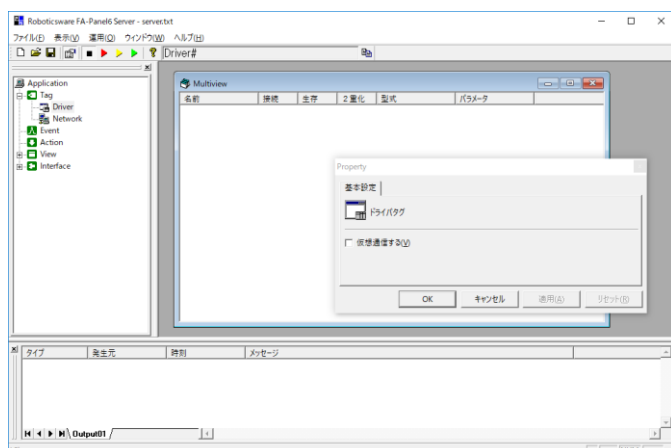 Roboticsware FA-Panel6 Server - server.txt
ファイル(F) 表示(V) 運用(O) ウィンドウ(W) ヘルプ(H)
Driver#
Application
Tag
Driver
Network
Event
Action
View
Interface
Multiview
名前 接続 生存 2重化 型式 パラメータ
Property
基本設定
ドライバタグ
仮想通信する(V)
OK キャンセル 適用(A) リセット(R)
タイプ 発生元 時刻 メッセージ
Output01